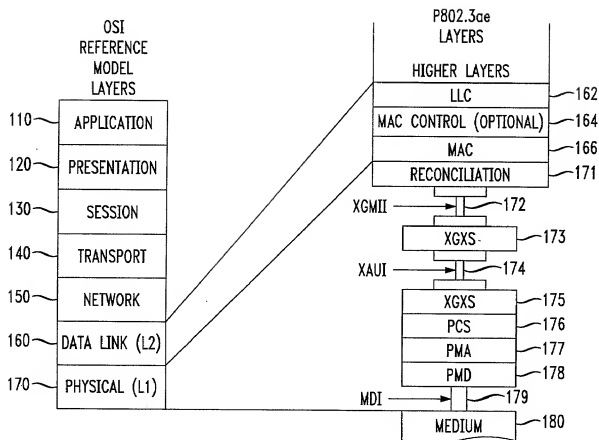 OSI
REFERENCE
MODEL
LAYERS
110 APPLICATION
120 PRESENTATION
130 SESSION
140 TRANSPORT
150 NETWORK
160 DATA LINK (L2)
170 PHYSICAL (L1)
P802.3ae
LAYERS
HIGHER LAYERS
LLC 162
MAC CONTROL (OPTIONAL) 164
MAC 166
RECONCILIATION 171
XGMII 172
XGXS 173
XAUI 174
XGXS 175
PCS 176
PMA 177
PMD 178
MDI 179
MEDIUM 180